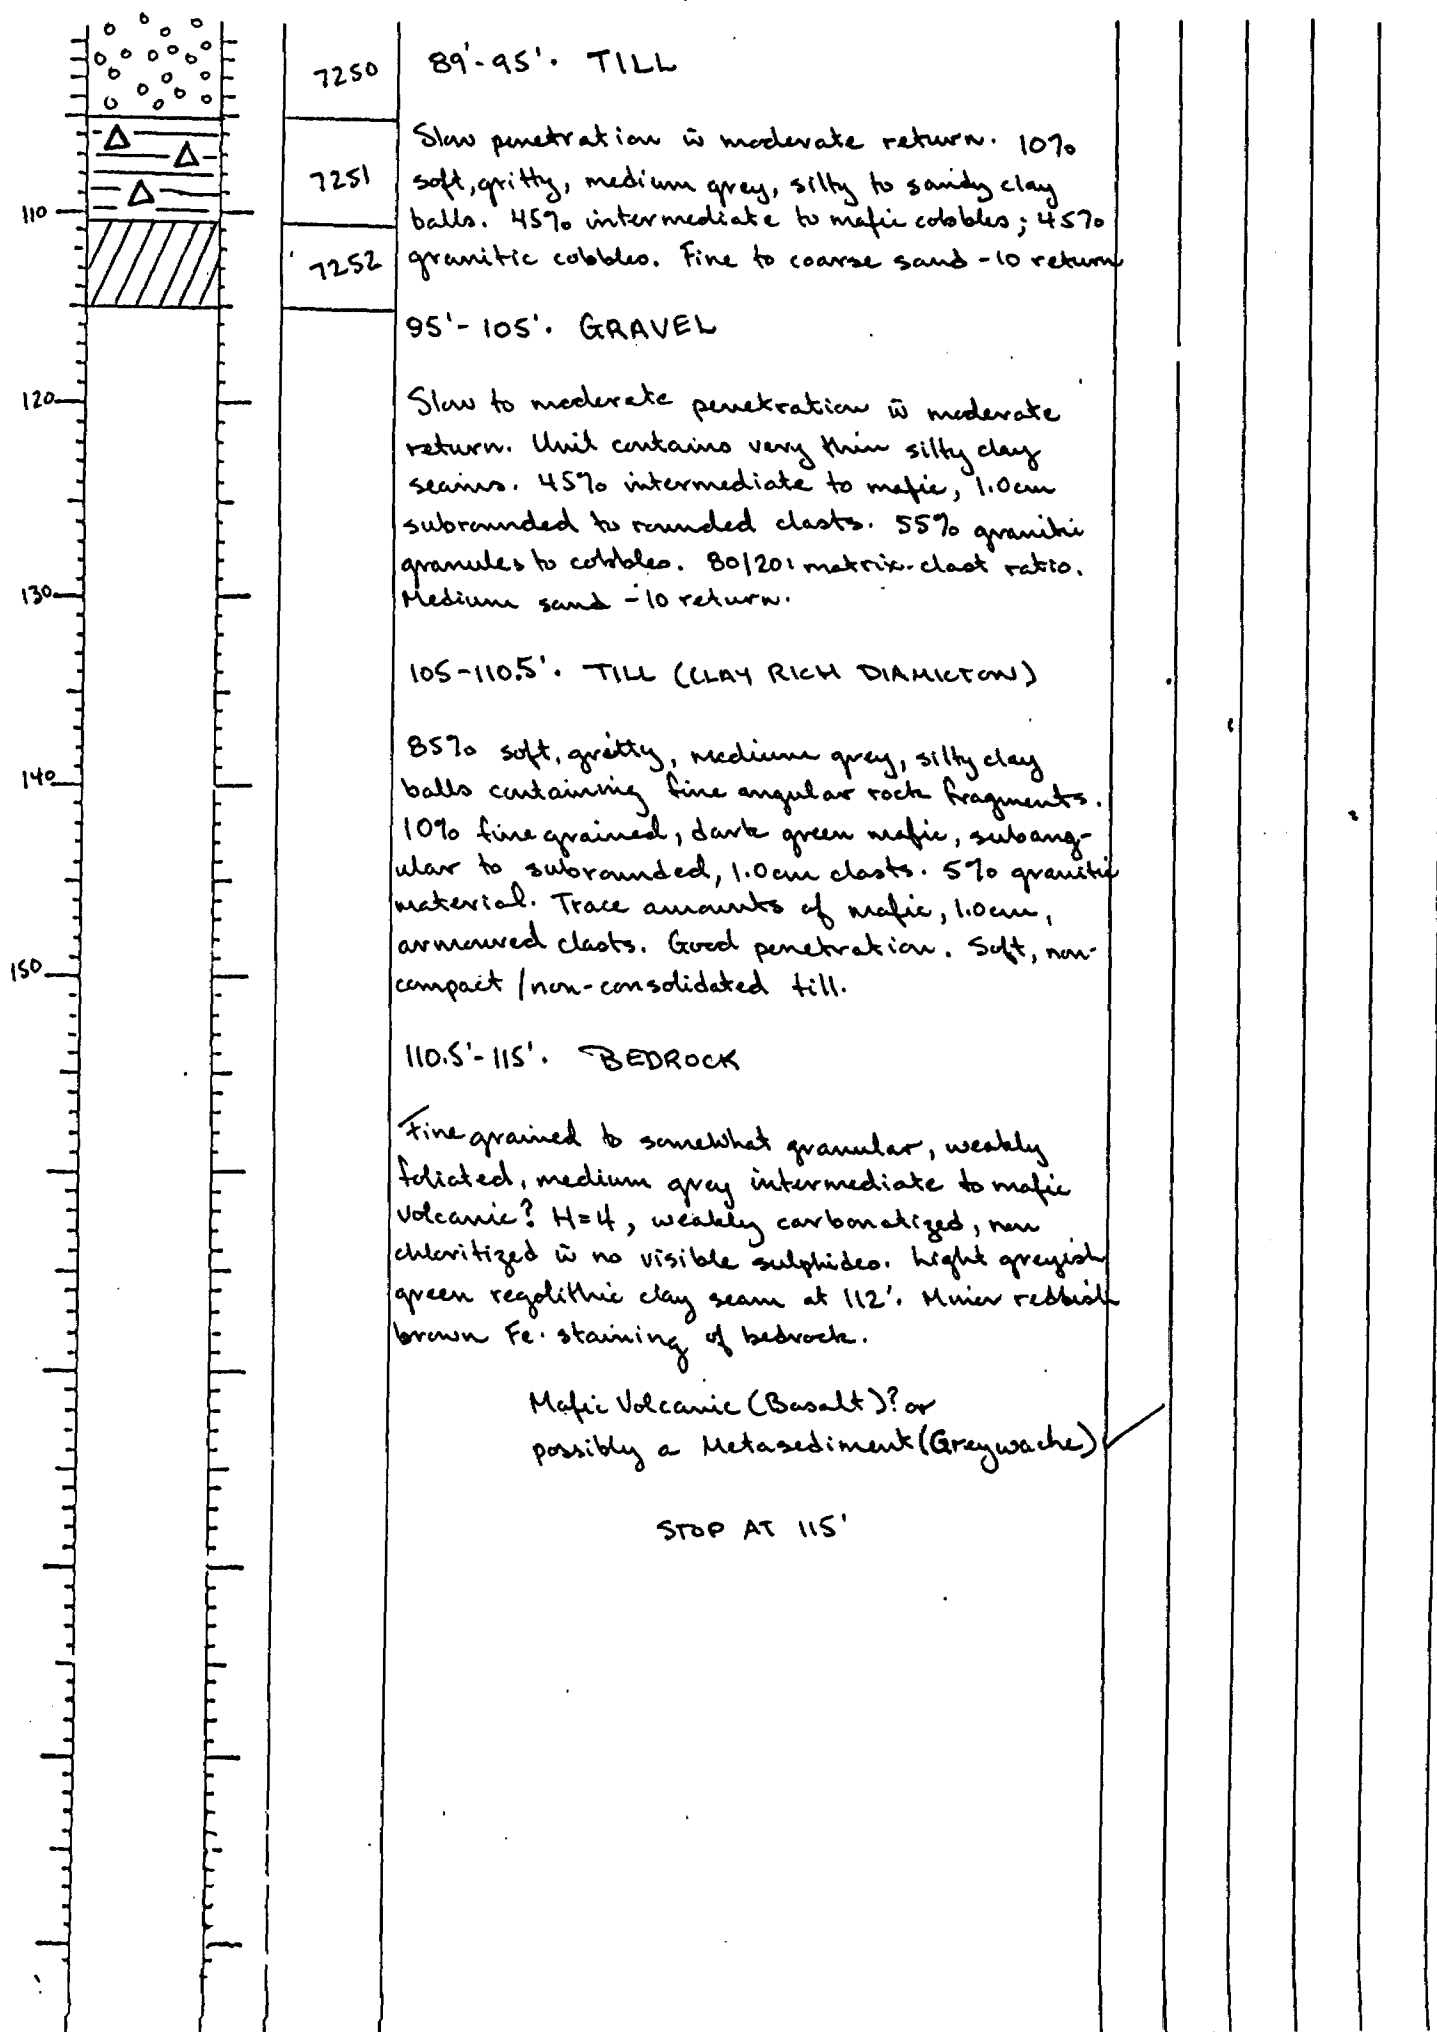 7250
89'-95'. TILL
7251
Slow penetration w̄ moderate return. 10%
soft, gritty, medium grey, silty to sandy clay
110
balls. 45% intermediate to mafic cobbles; 45%
7252
granitic cobbles. Fine to coarse sand -10 return
95'-105'. GRAVEL
120
Slow to moderate penetration w̄ moderate
return. Unit contains very thin silty clay
seams. 45% intermediate to mafic, 1.0cm
subrounded to rounded clasts. 55% granitic
granules to cobbles. 80/20: matrix-clast ratio.
130
Medium sand -10 return.
105-110.5'. TILL (CLAY RICH DIAMICTON)
85% soft, gritty, medium grey, silty clay
140
balls containing fine angular rock fragments.
10% fine grained, dark green mafic, subang-
ular to subrounded, 1.0cm clasts. 5% granitic
material. Trace amounts of mafic, 1.0cm,
armoured clasts. Good penetration. Soft, non-
150
compact / non-consolidated till.
110.5'-115'. BEDROCK
Fine grained to somewhat granular, weakly
foliated, medium grey intermediate to mafic
volcanic? H=4, weakly carbonatized, non
chloritized w̄ no visible sulphides. Light greyish
green regolithic clay seam at 112'. Minor reddish
brown Fe. staining of bedrock.
Mafic Volcanic (Basalt)? or
possibly a Metasediment (Greywacke)
STOP AT 115'